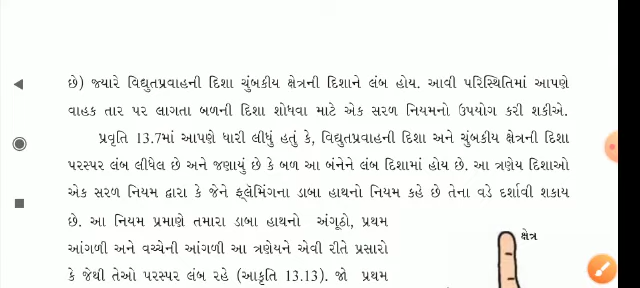 છે) જ્યારે વિદ્યુતપ્રવાહની દિશા ચુંબકીય ક્ષેત્રની દિશાને લંબ હોય. આવી પરિસ્થિતિમાં આપણે
વાહક તાર પર લાગતા બળની દિશા શોધવા માટે એક સરળ નિયમનો ઉપયોગ કરી શકીએ.
પ્રવૃતિ 13.7માં આપણે ધારી લીધું હતું કે, વિદ્યુતપ્રવાહની દિશા અને ચુંબકીય ક્ષેત્રની દિશા
પરસ્પર લંબ લીધેલ છે અને જણાયું છે કે બળ આ બંનેને લંબ દિશામાં હોય છે. આ ત્રણેય દિશાઓ
એક સરળ નિયમ દ્વારા કે જેને ફ્લૅમિંગના ડાબા હાથનો નિયમ કહે છે તેના વડે દર્શાવી શકાય
છે. આ નિયમ પ્રમાણે તમારા ડાબા હાથનો અંગૂઠો, પ્રથમ
આંગળી અને વચ્ચેની આંગળી આ ત્રણેયને એવી રીતે પ્રસારો
કે જેથી તેઓ પરસ્પર લંબ રહે (આકૃતિ 13.13). જો પ્રથમ
ક્ષેત્ર